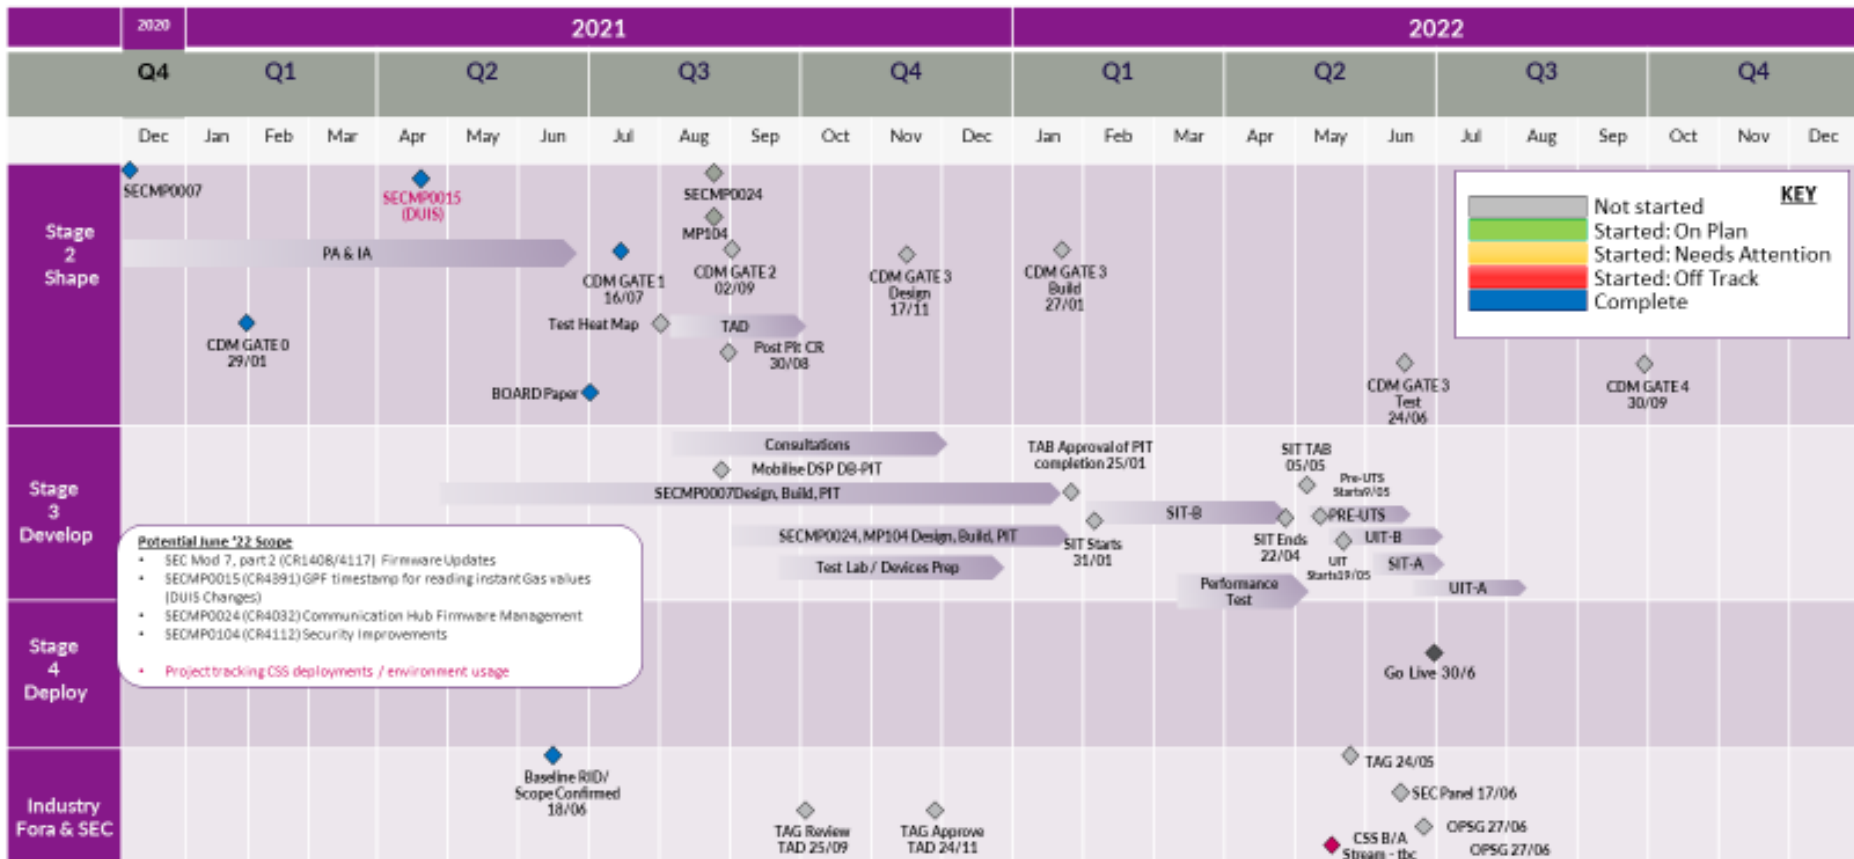 2020
2021
2022
Q4
Q1
Q2
Q3
Q4
Q1
Q2
Q3
Q4
Dec
Jan
Feb
Mar
Apr
May
Jun
Jul
Aug
Sep
Oct
Nov
Dec
Jan
Feb
Mar
Apr
May
Jun
Jul
Aug
Sep
Oct
Nov
Dec
Stage
2
Shape
SECMP0007
SECMP0015
(DUIS)
SECMP0024
MP104
PA & IA
CDM GATE 1
16/07
CDM GATE 2
02/09
CDM GATE 3
Design
17/11
CDM GATE 3
Build
27/01
CDM GATE 0
29/01
Test Heat Map
TAD
Post Pit CR
30/08
BOARD Paper
CDM GATE 3
Test
24/06
CDM GATE 4
30/09
KEY
Not started
Started: On Plan
Started: Needs Attention
Started: Off Track
Complete
Stage
3
Develop
Consultations
Mobilise DSP DB-PIT
SECMP0007Design, Build, PIT
SECMP0024, MP104 Design, Build, PIT
Test Lab / Devices Prep
TAB Approval of PIT
completion 25/01
SIT Starts
31/01
SIT-B
SIT TAB
05/05
Pre-UTS
Starts9/05
PRE-UTS
SIT Ends
22/04
UIT-B
UIT
Starts19/05
SIT-A
UIT-A
Performance
Test
Potential June '22 Scope
• SEC Mod 7, part 2 (CR1408/4117) Firmware Updates
• SECMP0015 (CR4391) GPF timestamp for reading instant Gas values
(DUIS Changes)
• SECMP0024 (CR4032) Communication Hub Firmware Management
• SECMP0104 (CR4112) Security Improvements
• Project tracking CSS deployments / environment usage
Stage
4
Deploy
Go Live 30/6
Industry
Fora & SEC
Baseline RID/
Scope Confirmed
18/06
TAG Review
TAD 25/09
TAG Approve
TAD 24/11
TAG 24/05
SEC Panel 17/06
OPSG 27/06
CSS B/A
Stream - tbc
OPSG 27/06